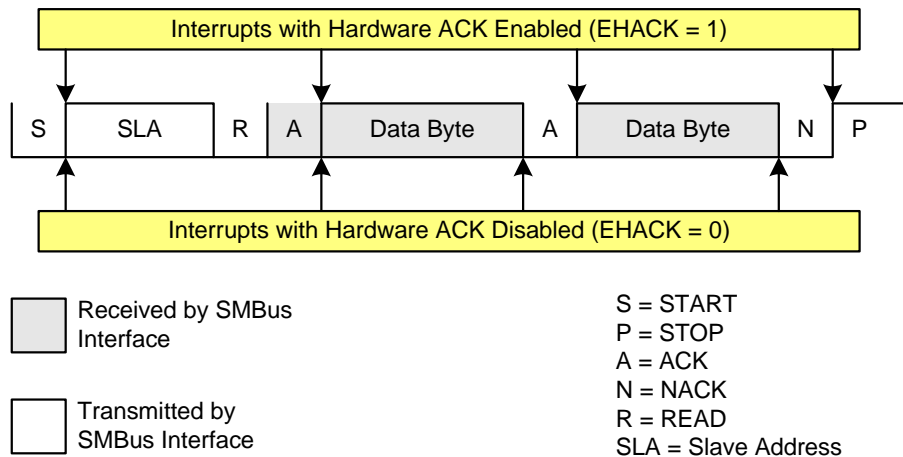 Interrupts with Hardware ACK Enabled (EHACK = 1)
S SLA R A Data Byte A Data Byte N P
Interrupts with Hardware ACK Disabled (EHACK = 0)
Received by SMBus
Interface
Transmitted by
SMBus Interface
S = START
P = STOP
A = ACK
N = NACK
R = READ
SLA = Slave Address